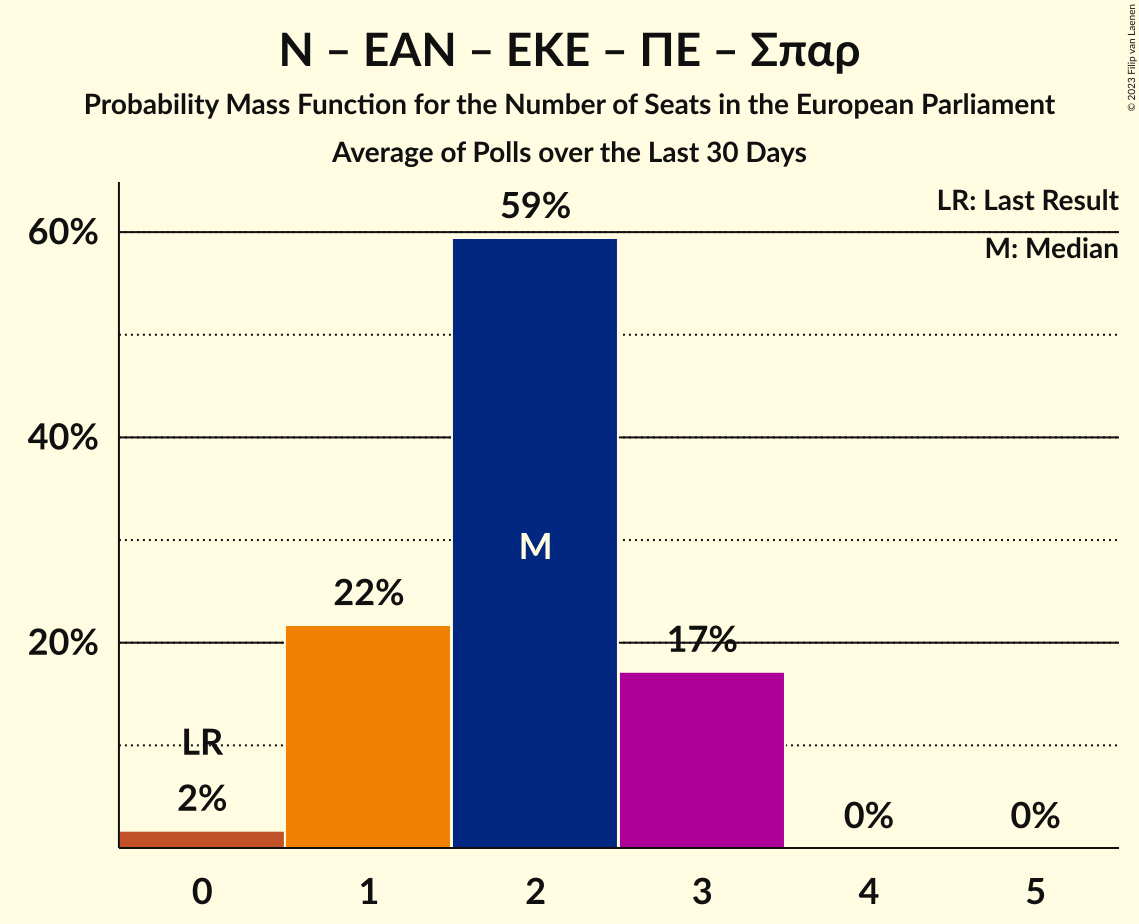 Ν – ΕΑΝ – ΕΚΕ – ΠΕ – Σπαρ
Probability Mass Function for the Number of Seats in the European Parliament
Average of Polls over the Last 30 Days
© 2023 Filip van Laenen
LR: Last Result
M: Median
60%
40%
20%
LR
2%
22%
59%
M
17%
0%
0%
0 1 2 3 4 5